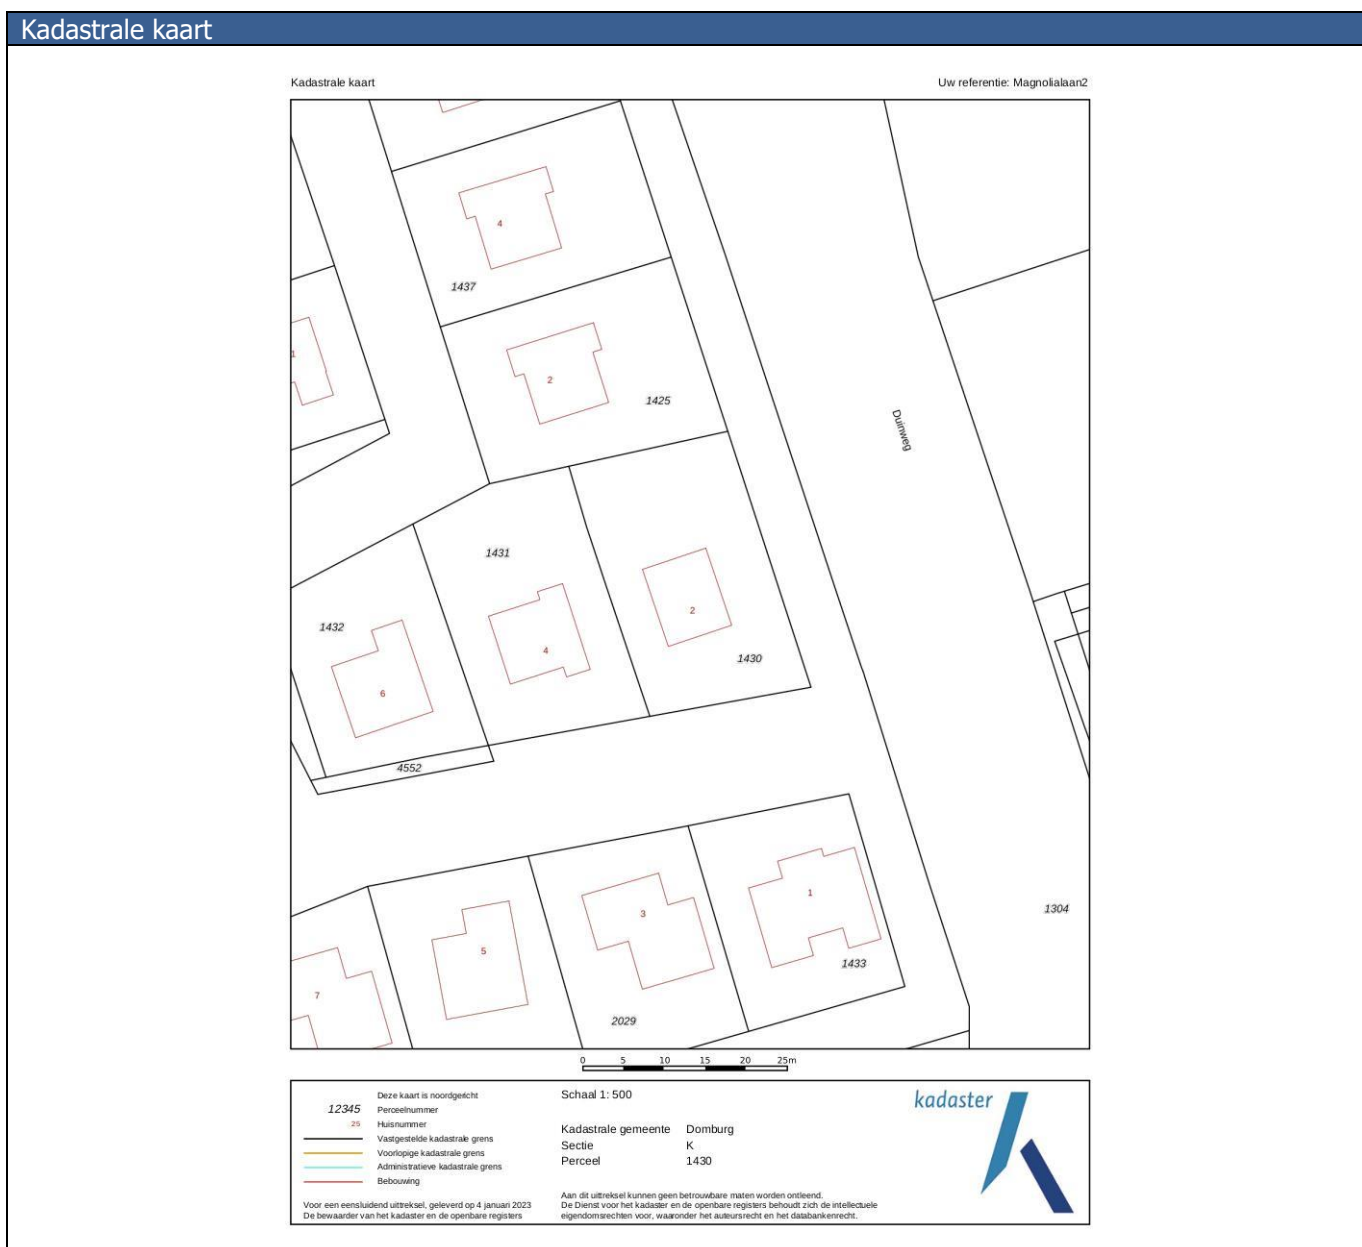 Kadastrale kaart
Kadastrale kaart
Uw referentie: Magnolialaan2
4
1437
1
2
1425
Duinweg
1431
1432
2
4
1430
6
4552
1
3
1304
5
1433
7
2029
0 5 10 15 20 25m
Deze kaart is noordgericht
12345 Perceelnummer
25 Huisnummer
Vastgestelde kadastrale grens
Voorlopige kadastrale grens
Administratieve kadastrale grens
Bebouwing
Voor een eensluidend uittreksel, geleverd op 4 januari 2023
De bewaarder van het kadaster en de openbare registers
Schaal 1: 500
Kadastrale gemeente Domburg
Sectie K
Perceel 1430
Aan dit uittreksel kunnen geen betrouwbare maten worden ontleend.
De Dienst voor het kadaster en de openbare registers behoudt zich de intellectuele
eigendomsrechten voor, waaronder het auteursrecht en het databankenrecht.
kadaster